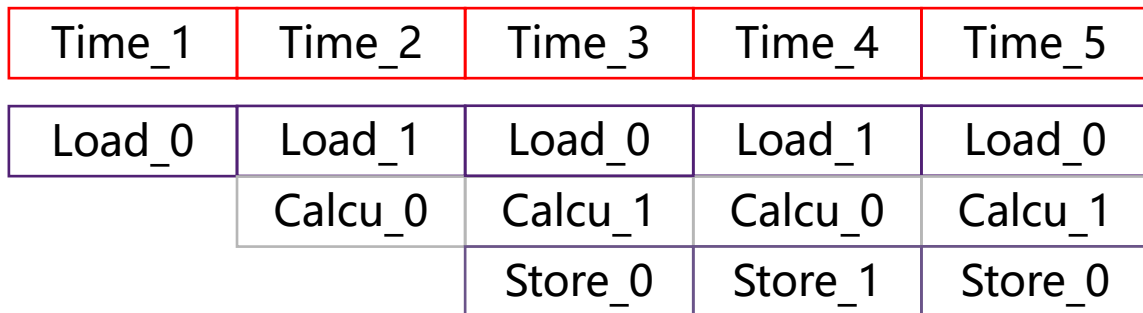 Time_1 Time_2 Time_3 Time_4 Time_5
Load_0 Load_1 Load_0 Load_1 Load_0
Calcu_0 Calcu_1 Calcu_0 Calcu_1
Store_0 Store_1 Store_0